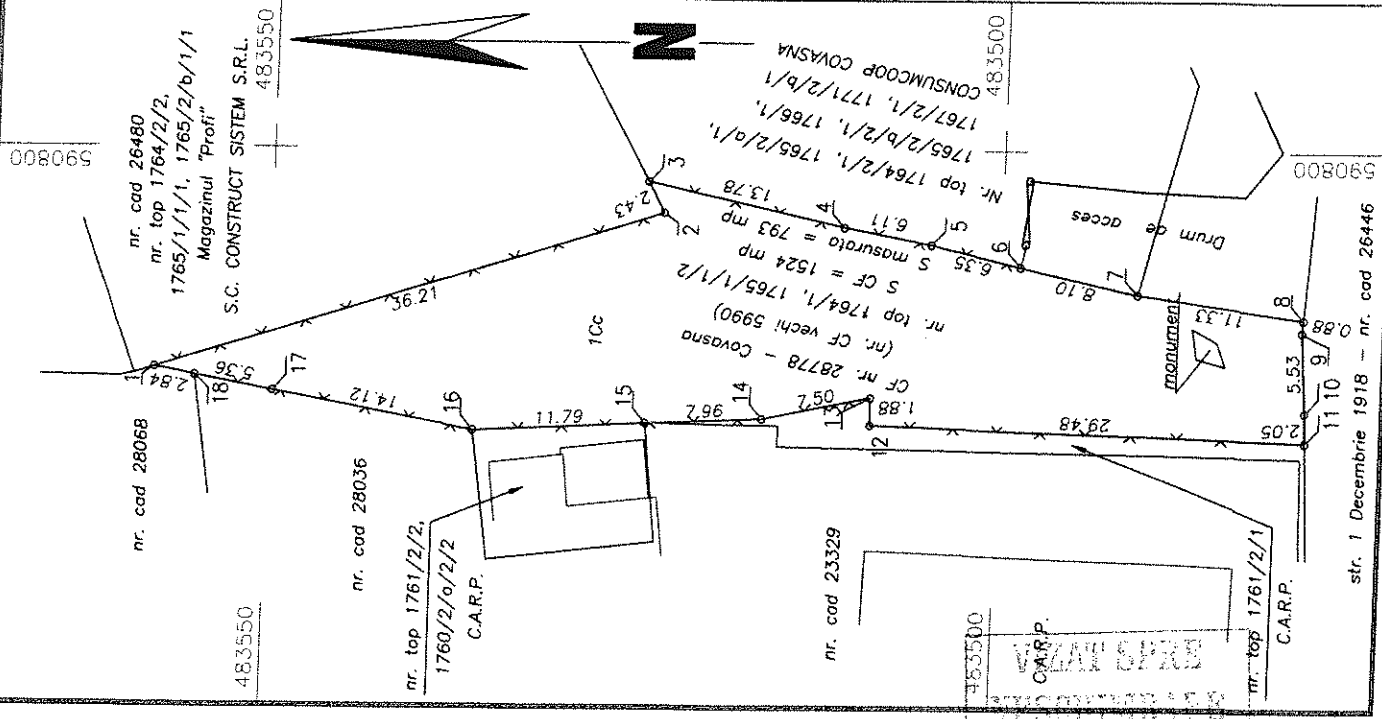 nr. cad 26480
nr. top 1764/2/2,
1765/1/1/1, 1765/2/b/1/1
Magazinul "Profi"
S.C. CONSTRUCT SISTEM S.R.L.
483550
590800
N
483500
Nr. top 1764/2/1, 1765/2/a/1,
1765/2/b/2/1, 1766/1,
1767/2/1, 1771/2/b/1
CONSUMCOOP COVASNA
1
2.84
18
5.36
17
14.12
16
11.79
15
7.96
14
7.50
13
1.88
12
29.48
2.05
11
10
5.53
9
0.88
8
11.33
7
8.10
6
6.35
5
6.11
4
13.78
3
2.43
2
36.21
1Cc
CF nr. 28778 - Covasna
(nr. CF vechi 5990)
nr. top 1764/1, 1765/1/1/2
S CF = 1524 mp
S masurata = 793 mp
Drum de acces
monument
590800
nr. cad 28068
nr. cad 28036
483550
nr. top 1761/2/2,
1760/2/a/2/2
C.A.R.P.
nr. cad 23329
483500
C.A.R.P.
VIZAT SPRE
nr. top 1761/2/1
C.A.R.P.
str. 1 Decembrie 1918 - nr. cad 26446